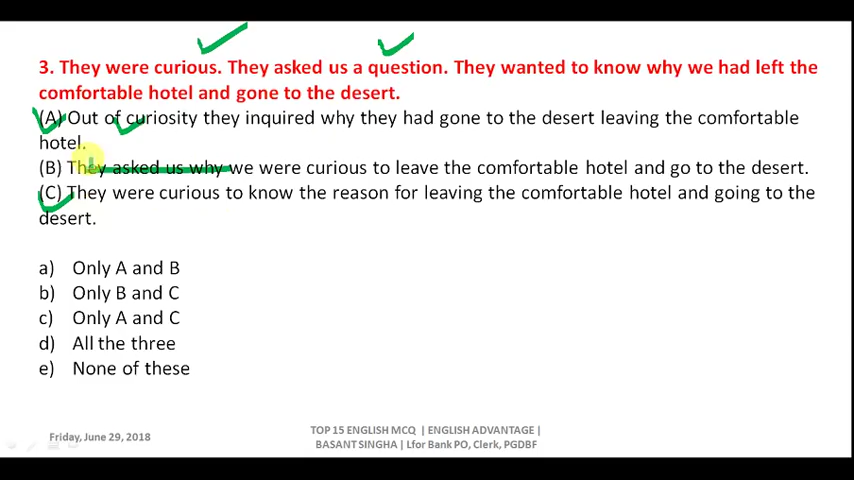 3. They were curious. They asked us a question. They wanted to know why we had left the
comfortable hotel and gone to the desert.
(A) Out of curiosity they inquired why they had gone to the desert leaving the comfortable
hotel.
(B) They asked us why we were curious to leave the comfortable hotel and go to the desert.
(C) They were curious to know the reason for leaving the comfortable hotel and going to the
desert.
a) Only A and B
b) Only B and C
c) Only A and C
d) All the three
e) None of these
Friday, June 29, 2018
TOP 15 ENGLISH MCQ | ENGLISH ADVANTAGE |
BASANT SINGHA | Lfor Bank PO, Clerk, PGDBF